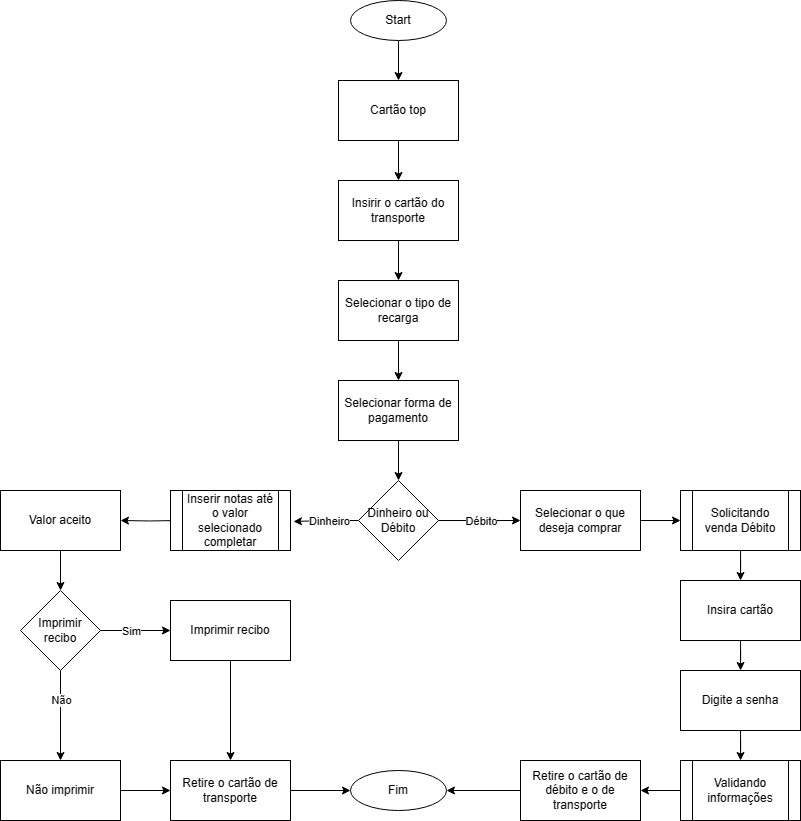 Start
Cartão top
Insirir o cartão do
transporte
Selecionar o tipo de
recarga
Selecionar forma de
pagamento
Dinheiro ou
Débito
Dinheiro
Inserir notas até
o valor
selecionado
completar
Valor aceito
Imprimir
recibo
Sim
Imprimir recibo
Não
Não imprimir
Retire o cartão de
transporte
Débito
Selecionar o que
deseja comprar
Solicitando
venda Débito
Insira cartão
Digite a senha
Validando
informações
Retire o cartão de
débito e o de
transporte
Fim